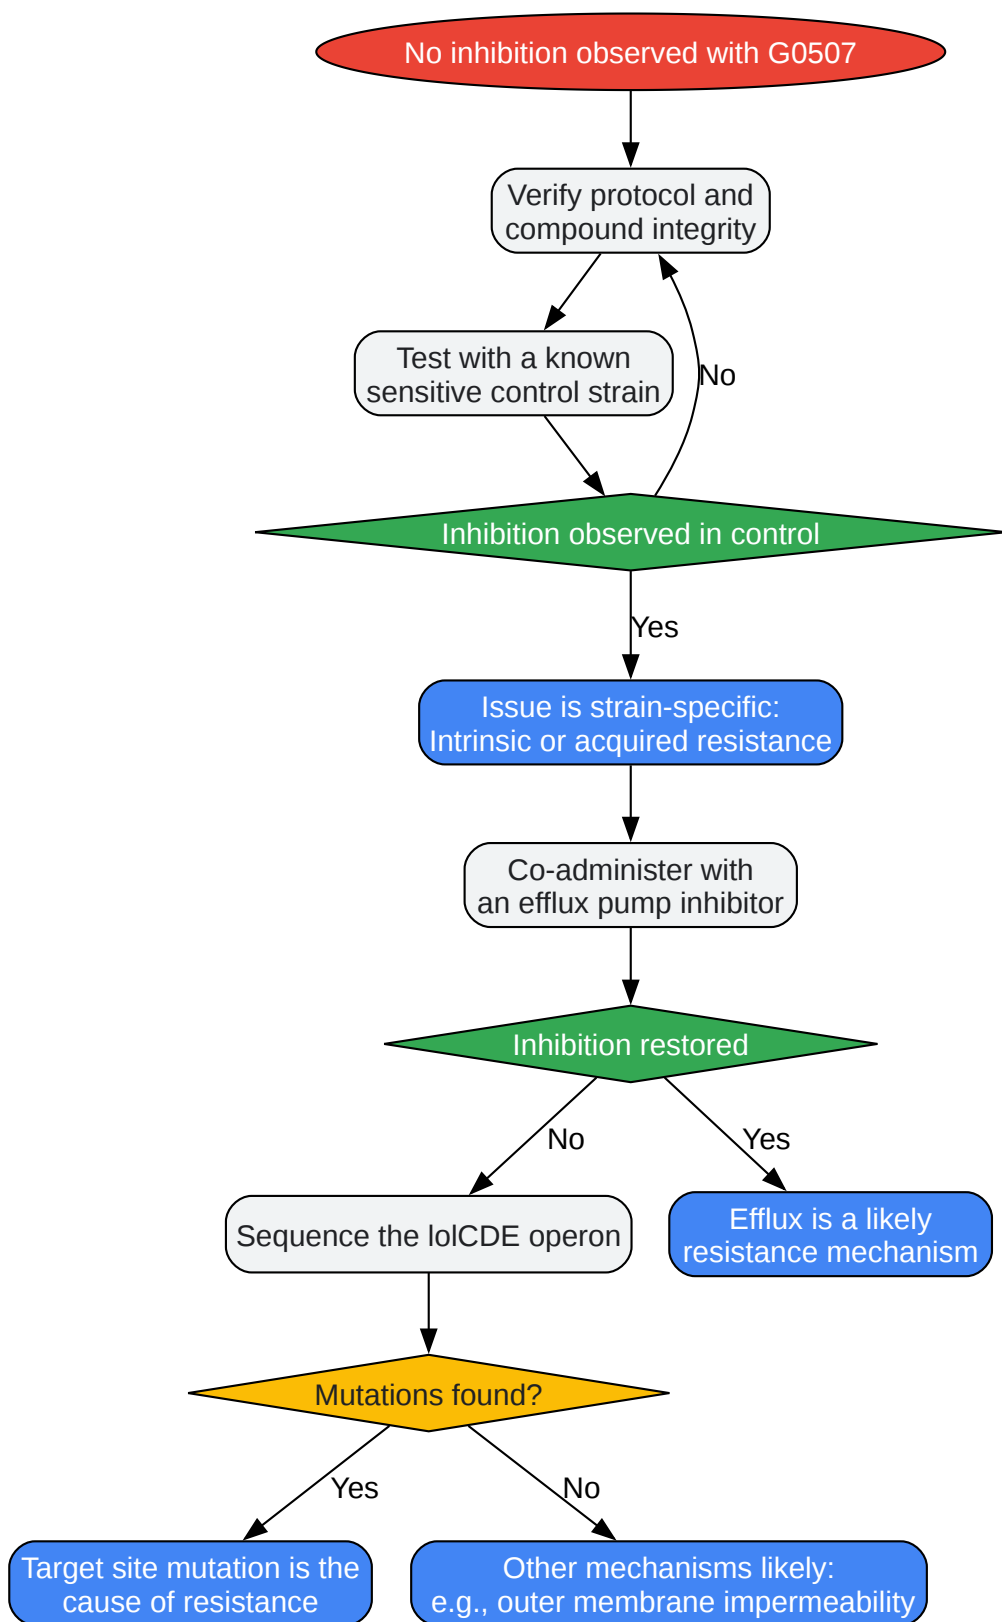 No inhibition observed with G0507
Verify protocol and
compound integrity
Test with a known
sensitive control strain
No
Inhibition observed in control
Yes
Issue is strain-specific:
Intrinsic or acquired resistance
Co-administer with
an efflux pump inhibitor
Inhibition restored
No
Yes
Sequence the lolCDE operon
Efflux is a likely
resistance mechanism
Mutations found?
Yes
No
Target site mutation is the
cause of resistance
Other mechanisms likely:
e.g., outer membrane impermeability